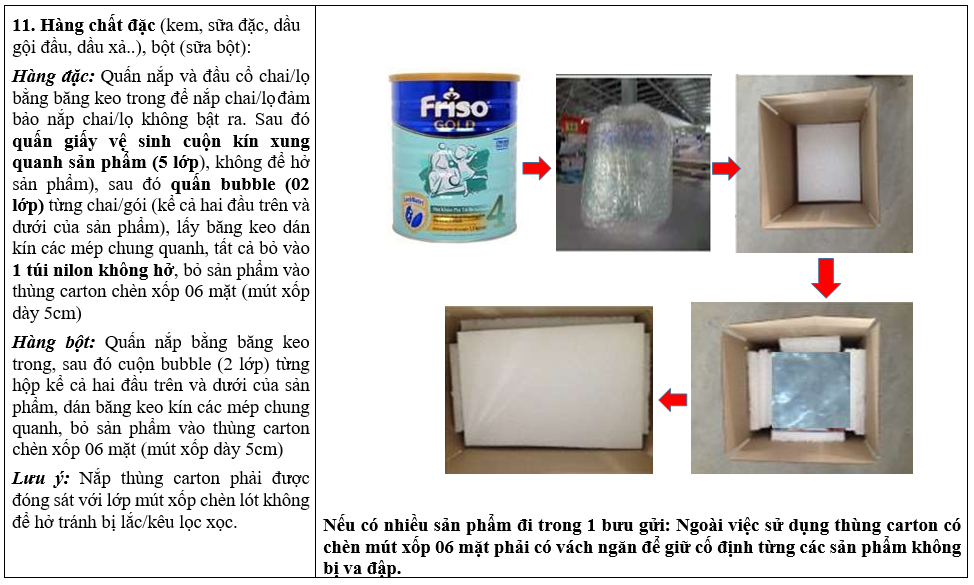 11. Hàng chất đặc (kem, sữa đặc, dầu
gội đầu, dầu xả..), bột (sữa bột):
Hàng đặc: Quấn nắp và đầu cổ chai/lọ
bằng băng keo trong để nắp chai/lọ đảm
bảo nắp chai/lọ không bật ra. Sau đó
quấn giấy vệ sinh cuộn kín xung
quanh sản phẩm (5 lớp), không để hở
sản phẩm), sau đó quấn bubble (02
lớp) từng chai/gói (kể cả hai đầu trên và
dưới của sản phẩm), lấy băng keo dán
kín các mép chung quanh, tất cả bỏ vào
1 túi nilon không hở, bỏ sản phẩm vào
thùng carton chèn xốp 06 mặt (mút xốp
dày 5cm)
Hàng bột: Quấn nắp bằng băng keo
trong, sau đó cuộn bubble (2 lớp) từng
hộp kể cả hai đầu trên và dưới của sản
phẩm, dán băng keo kín các mép chung
quanh, bỏ sản phẩm vào thùng carton
chèn xốp 06 mặt (mút xốp dày 5cm)
Lưu ý: Nắp thùng carton phải được
đóng sát với lớp mút xốp chèn lót không
để hở tránh bị lắc/kêu lọc xọc.
Friso
GOLD
4
Nếu có nhiều sản phẩm đi trong 1 bưu gửi: Ngoài việc sử dụng thùng carton có
chèn mút xốp 06 mặt phải có vách ngăn để giữ cố định từng các sản phẩm không
bị va đập.